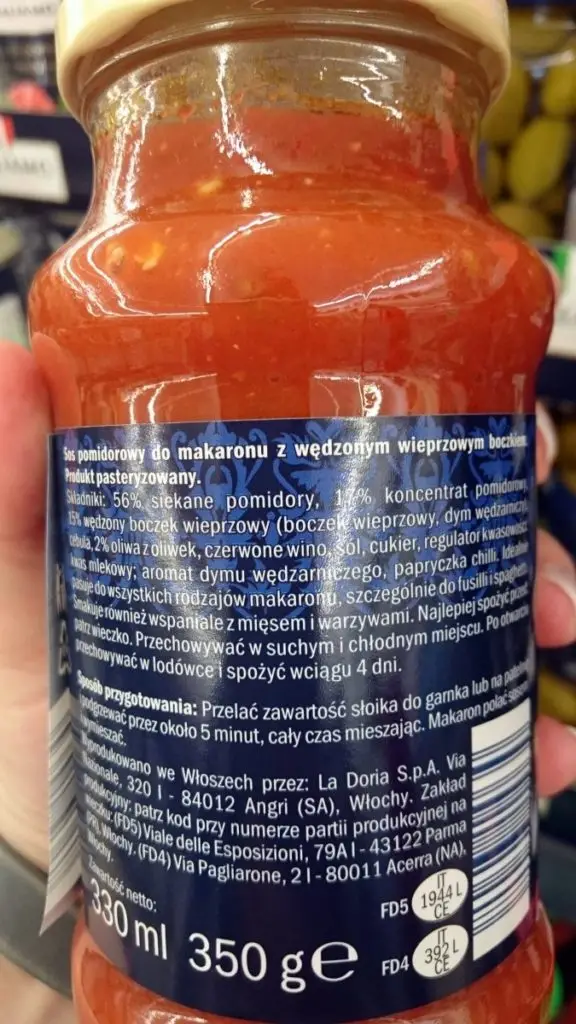 Sos pomidorowy do makaronu z wędzonym wieprzowym boczkiem.
Produkt pasteryzowany.
Składniki: 56% siekane pomidory, 17% koncentrat pomidorowy,
15% wędzony boczek wieprzowy (boczek wieprzowy, dym wędzarniczy),
cebula, 2% oliwa z oliwek, czerwone wino, sól, cukier, regulator kwasowości:
kwas mlekowy; aromat dymu wędzarniczego, papryczka chilli. Idealnie
pasuje do wszystkich rodzajów makaronu, szczególnie do fusilli i spaghetti.
Smakuje również wspaniale z mięsem i warzywami. Najlepiej spożyć przed:
patrz wieczko. Przechowywać w suchym i chłodnym miejscu. Po otwarciu
przechowywać w lodówce i spożyć wciągu 4 dni.
Sposób przygotowania: Przelać zawartość słoika do garnka lub na patelnię
i podgrzewać przez około 5 minut, cały czas mieszając. Makaron polać sosem
i wymieszać.
Wyprodukowano we Włoszech przez: La Doria S.p.A. Via
Nazionale, 320 I - 84012 Angri (SA), Włochy. Zakład
produkcyjny: patrz kod przy numerze partii produkcyjnej na
wieczku: (FD5) Viale delle Esposizioni, 79A I - 43122 Parma
PR), Włochy. (FD4) Via Pagliarone, 2 I - 80011 Acerra (NA),
Włochy.
Zawartość netto:
330 ml 350 g e
FD5 IT 1944 L CE
FD4 IT 392 L CE